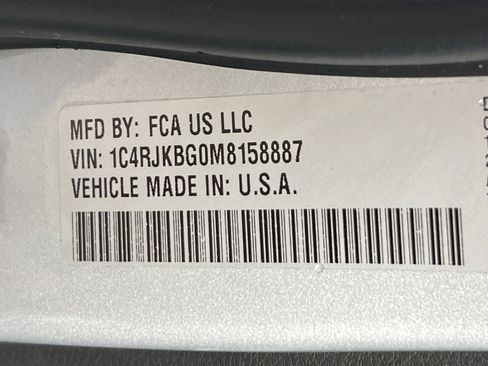 MFD BY: FCA US LLC
VIN: 1C4RJKBG0M8158887
VEHICLE MADE IN: U.S.A.